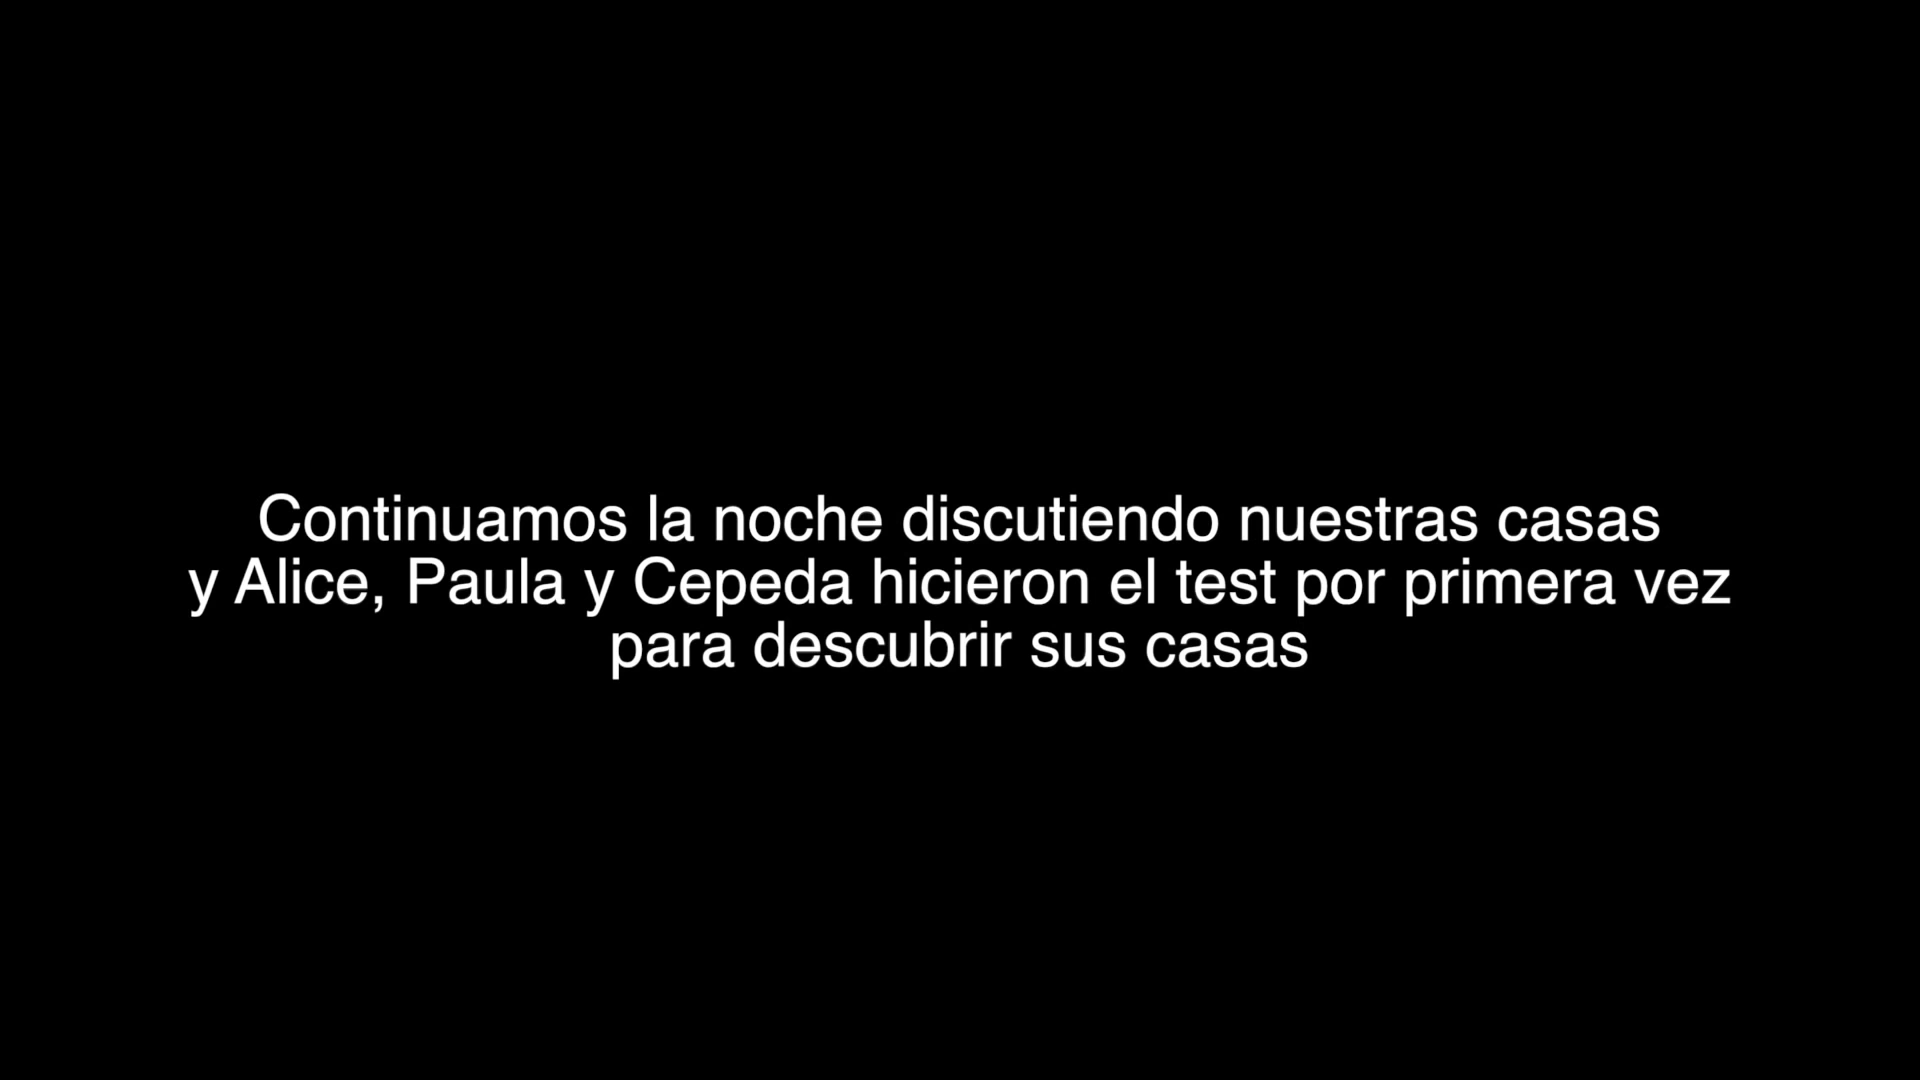 Continuamos la noche discutiendo nuestras casas
y Alice, Paula y Cepeda hicieron el test por primera vez
para descubrir sus casas